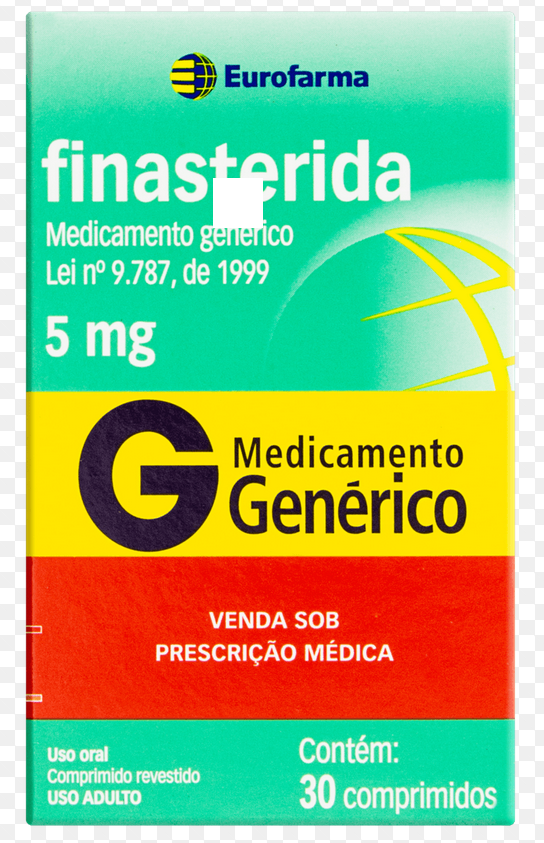 Eurofarma
finasterida
Medicamento genérico
Lei nº 9.787, de 1999
5 mg
G
Medicamento
Genérico
VENDA SOB
PRESCRIÇÃO MÉDICA
Uso oral
Comprimido revestido
USO ADULTO
Contém:
30 comprimidos